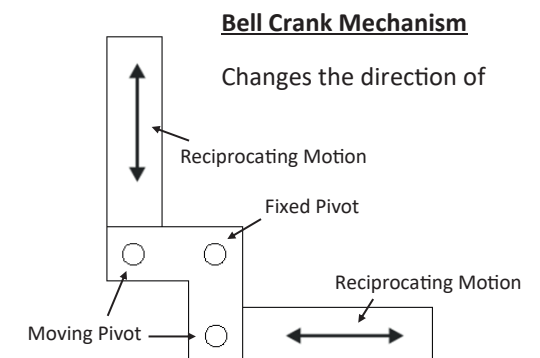 Bell Crank Mechanism
Changes the direction of
Reciprocating Motion
Fixed Pivot
Reciprocating Motion
Moving Pivot